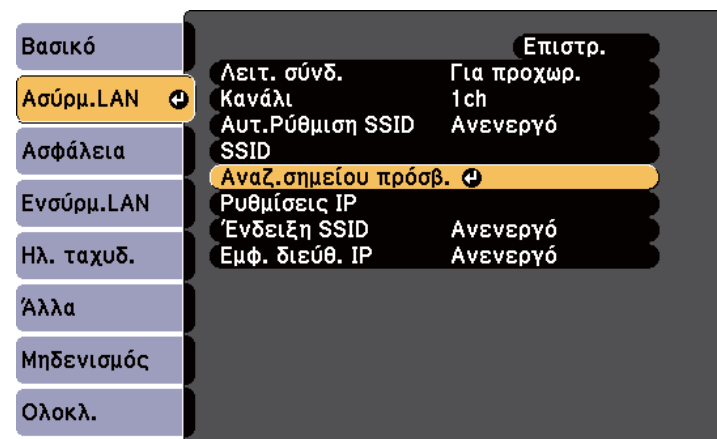 Βασικό
Ασύρμ.LAN
Ασφάλεια
Ενσύρμ.LAN
Ηλ. ταχυδ.
Άλλα
Μηδενισμός
Ολοκλ.
Επιστρ.
Λειτ. σύνδ. Για προχωρ.
Κανάλι 1ch
Αυτ.Ρύθμιση SSID Ανενεργό
SSID
Αναζ.σημείου πρόσβ.
Ρυθμίσεις IP
Ένδειξη SSID Ανενεργό
Εμφ. διεύθ. IP Ανενεργό